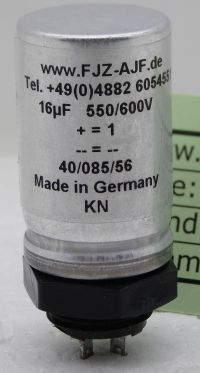 www.FJZ-AJF.de
Tel. +49(0)4882 6054551
16µF 550/600V
+ = 1
-- = --
40/085/56
Made in Germany
KN